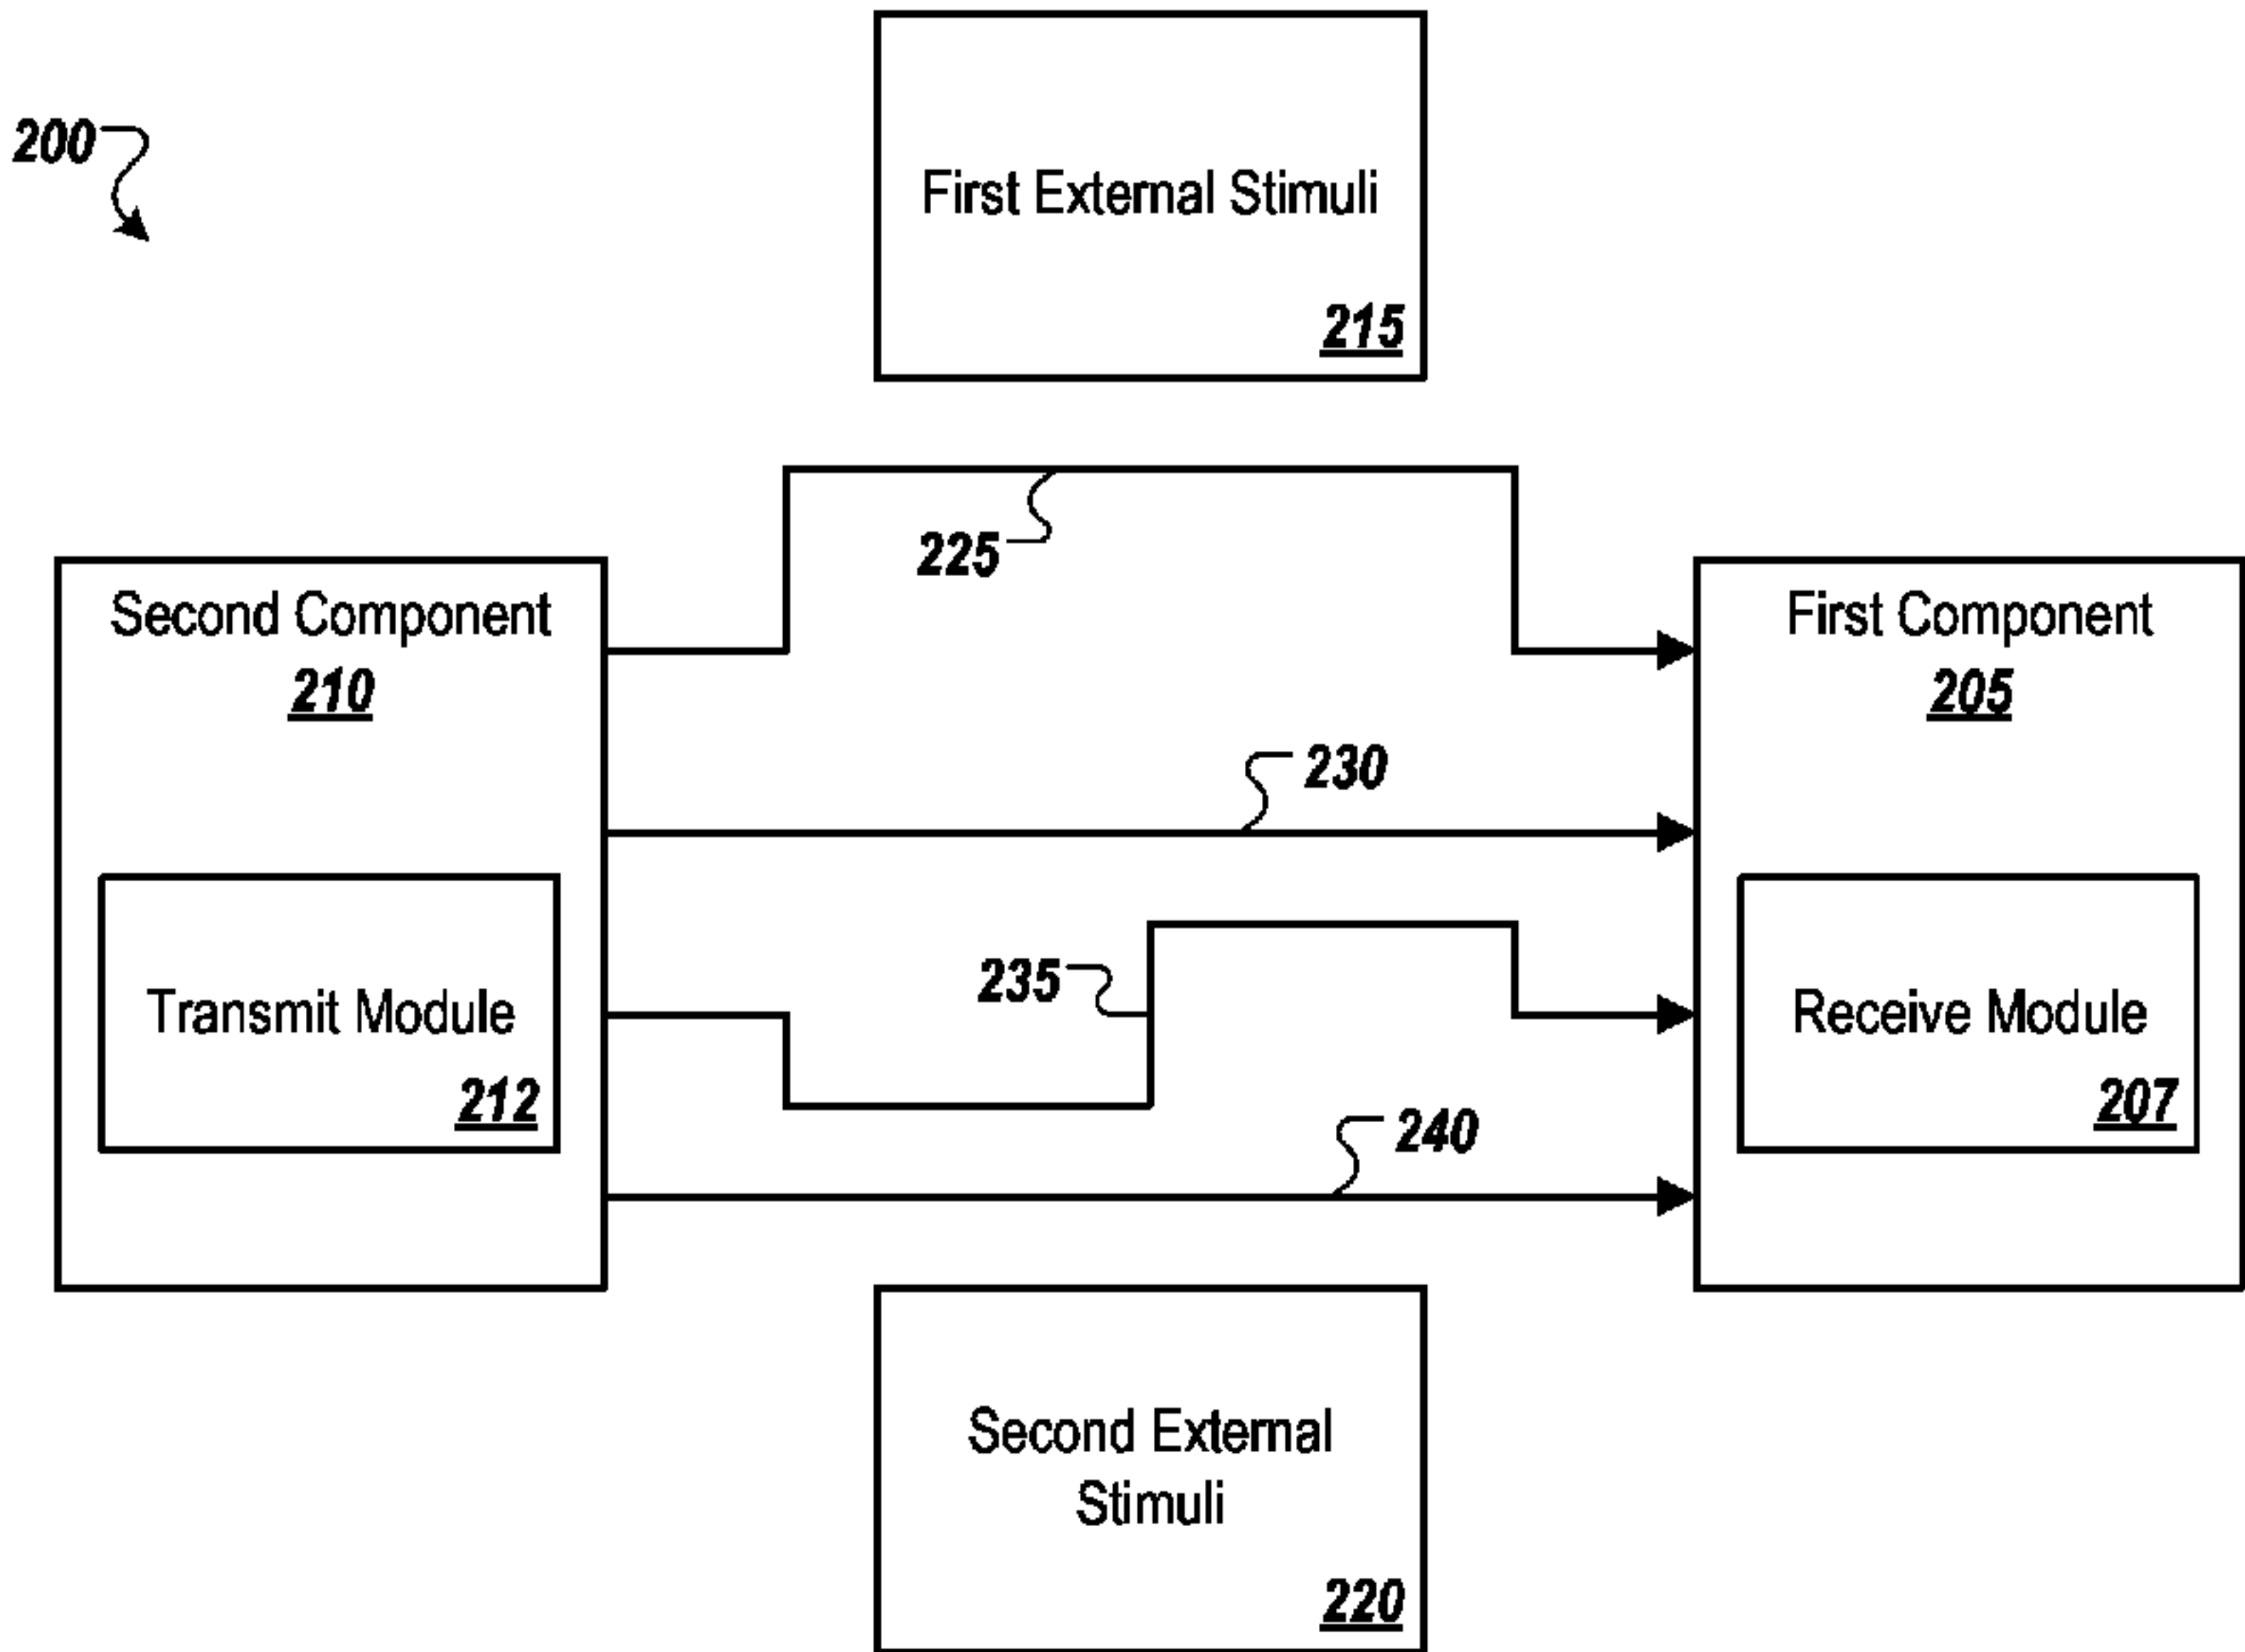 200
First External Stimuli
215
225
Second Component
210
First Component
205
230
Transmit Module
212
235
Receive Module
207
240
Second External
Stimuli
220